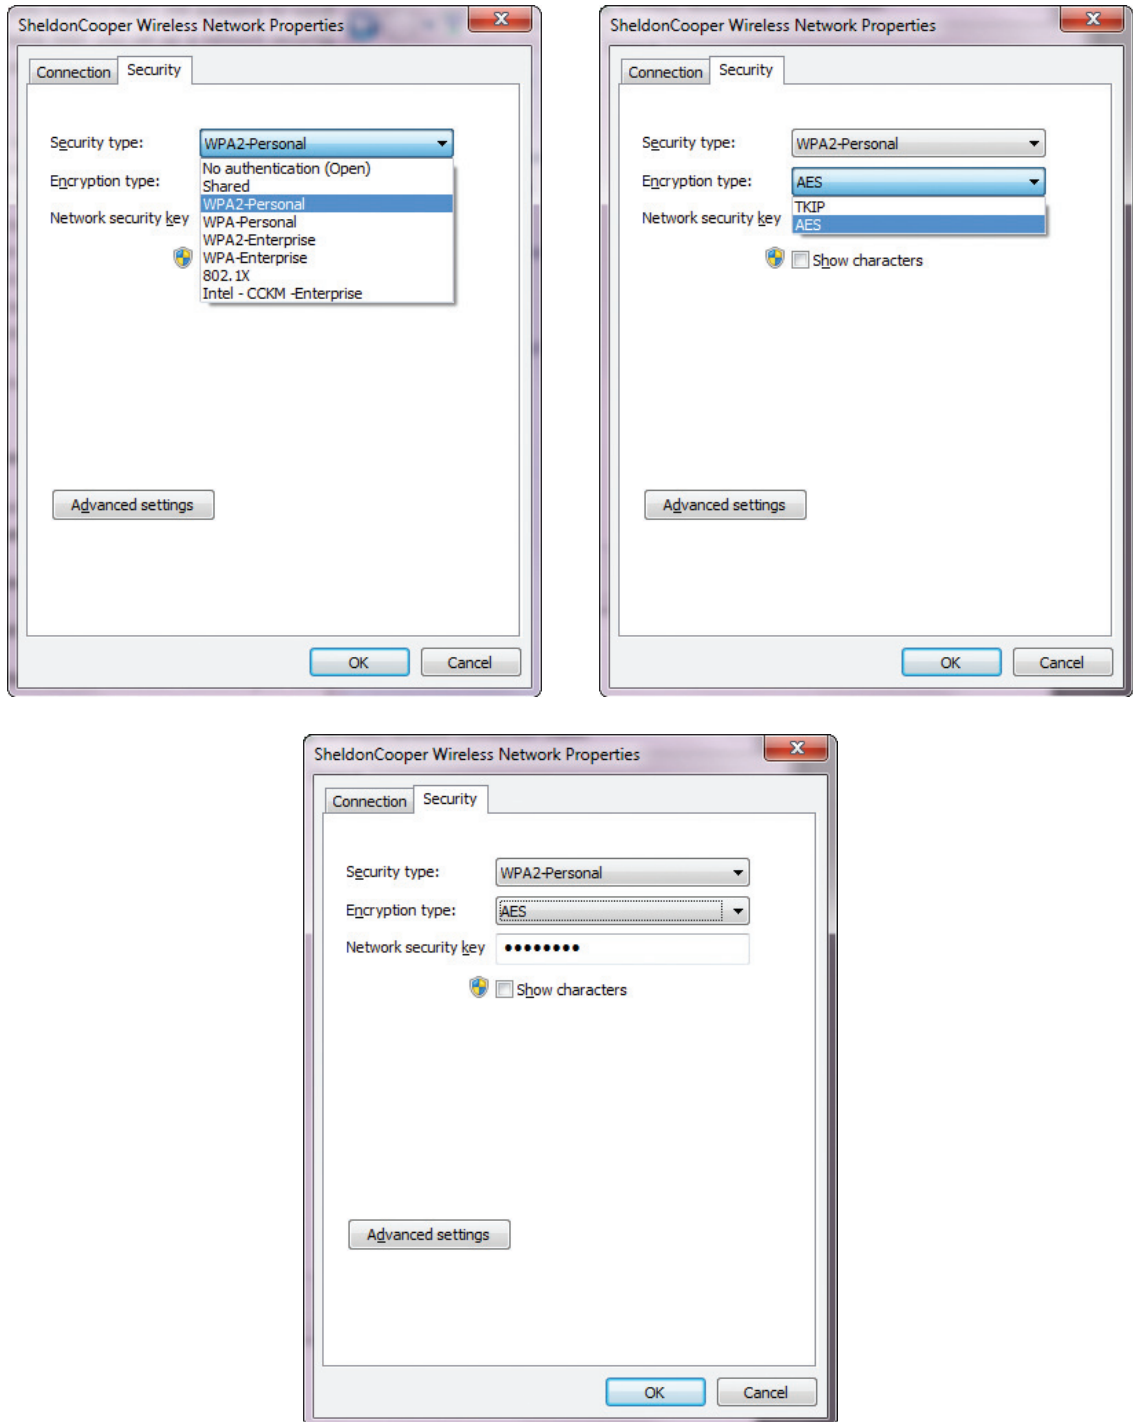 SheldonCooper Wireless Network Properties
Connection Security
Security type: WPA2-Personal
No authentication (Open)
Shared
Encryption type:
WPA2-Personal
Network security key
WPA-Personal
WPA2-Enterprise
WPA-Enterprise
802.1X
Intel - CCKM -Enterprise
Advanced settings
OK Cancel
SheldonCooper Wireless Network Properties
Connection Security
Security type: WPA2-Personal
Encryption type: AES
TKIP
Network security key
AES
Show characters
Advanced settings
OK Cancel
SheldonCooper Wireless Network Properties
Connection Security
Security type: WPA2-Personal
Encryption type: AES
Network security key ••••••••
Show characters
Advanced settings
OK Cancel